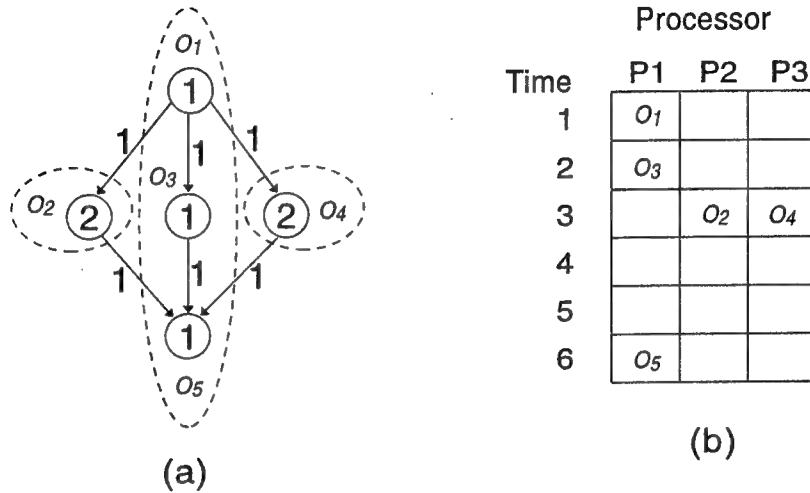 O1
1
1 1 1
O3
O2 2 1 2 O4
1 1 1
1
O5
(a)
Processor
Time P1 P2 P3
1 O1
2 O3
3 O2 O4
4
5
6 O5
(b)